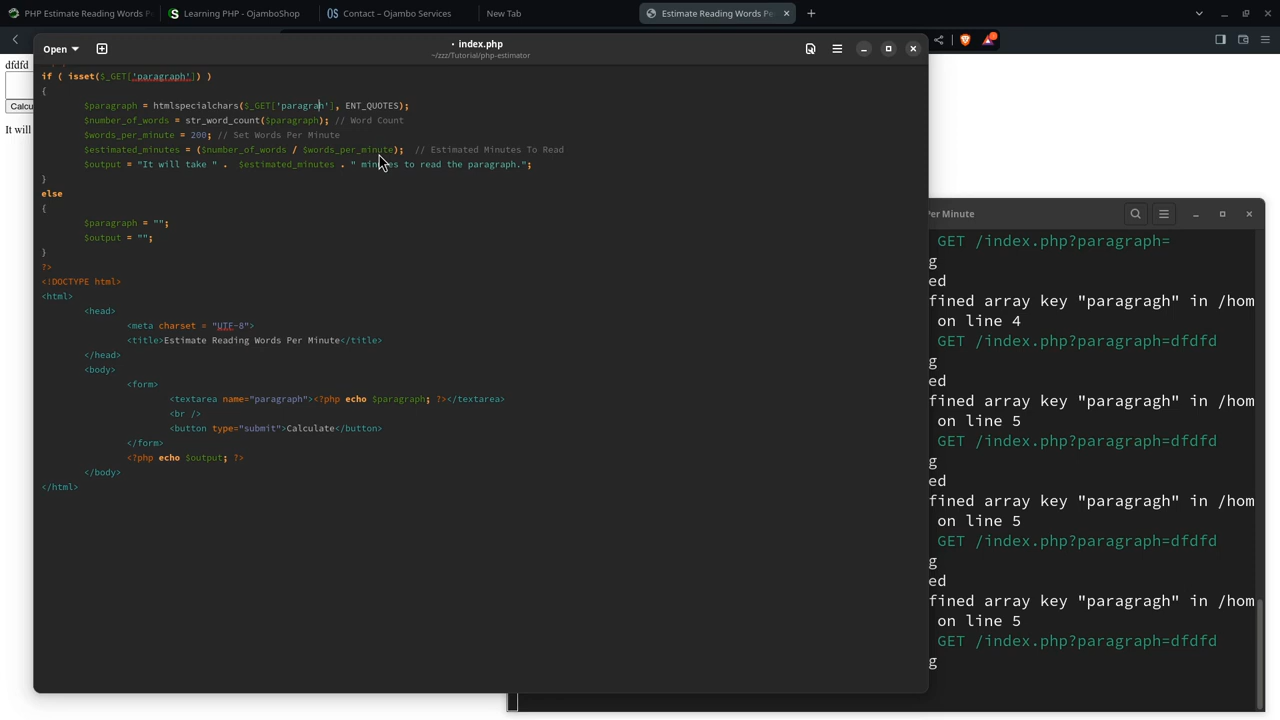 PHP Estimate Reading Words Pe
Learning PHP - OjamboShop
Contact – Ojambo Services
New Tab
Estimate Reading Words Pe
Open
index.php
~/zzz/Tutorial/php-estimator
dfdfd
Calcu
It will
if ( isset($_GET['paragraph']) )
{
$paragraph = htmlspecialchars($_GET['paragrah'], ENT_QUOTES);
$number_of_words = str_word_count($paragraph); // Word Count
$words_per_minute = 200; // Set Words Per Minute
$estimated_minutes = ($number_of_words / $words_per_minute); // Estimated Minutes To Read
$output = "It will take " . $estimated_minutes . " minutes to read the paragraph.";
}
else
{
$paragraph = "";
$output = "";
}
?>
<!DOCTYPE html>
<html>
<head>
<meta charset = "UTF-8">
<title>Estimate Reading Words Per Minute</title>
</head>
<body>
<form>
<textarea name="paragraph"><?php echo $paragraph; ?></textarea>
<br />
<button type="submit">Calculate</button>
</form>
<?php echo $output; ?>
</body>
</html>
Per Minute
GET /index.php?paragraph=
g
ed
fined array key "paragragh" in /hom
on line 4
GET /index.php?paragraph=dfdfd
g
ed
fined array key "paragragh" in /hom
on line 5
GET /index.php?paragraph=dfdfd
g
ed
fined array key "paragragh" in /hom
on line 5
GET /index.php?paragraph=dfdfd
g
ed
fined array key "paragragh" in /hom
on line 5
GET /index.php?paragraph=dfdfd
g